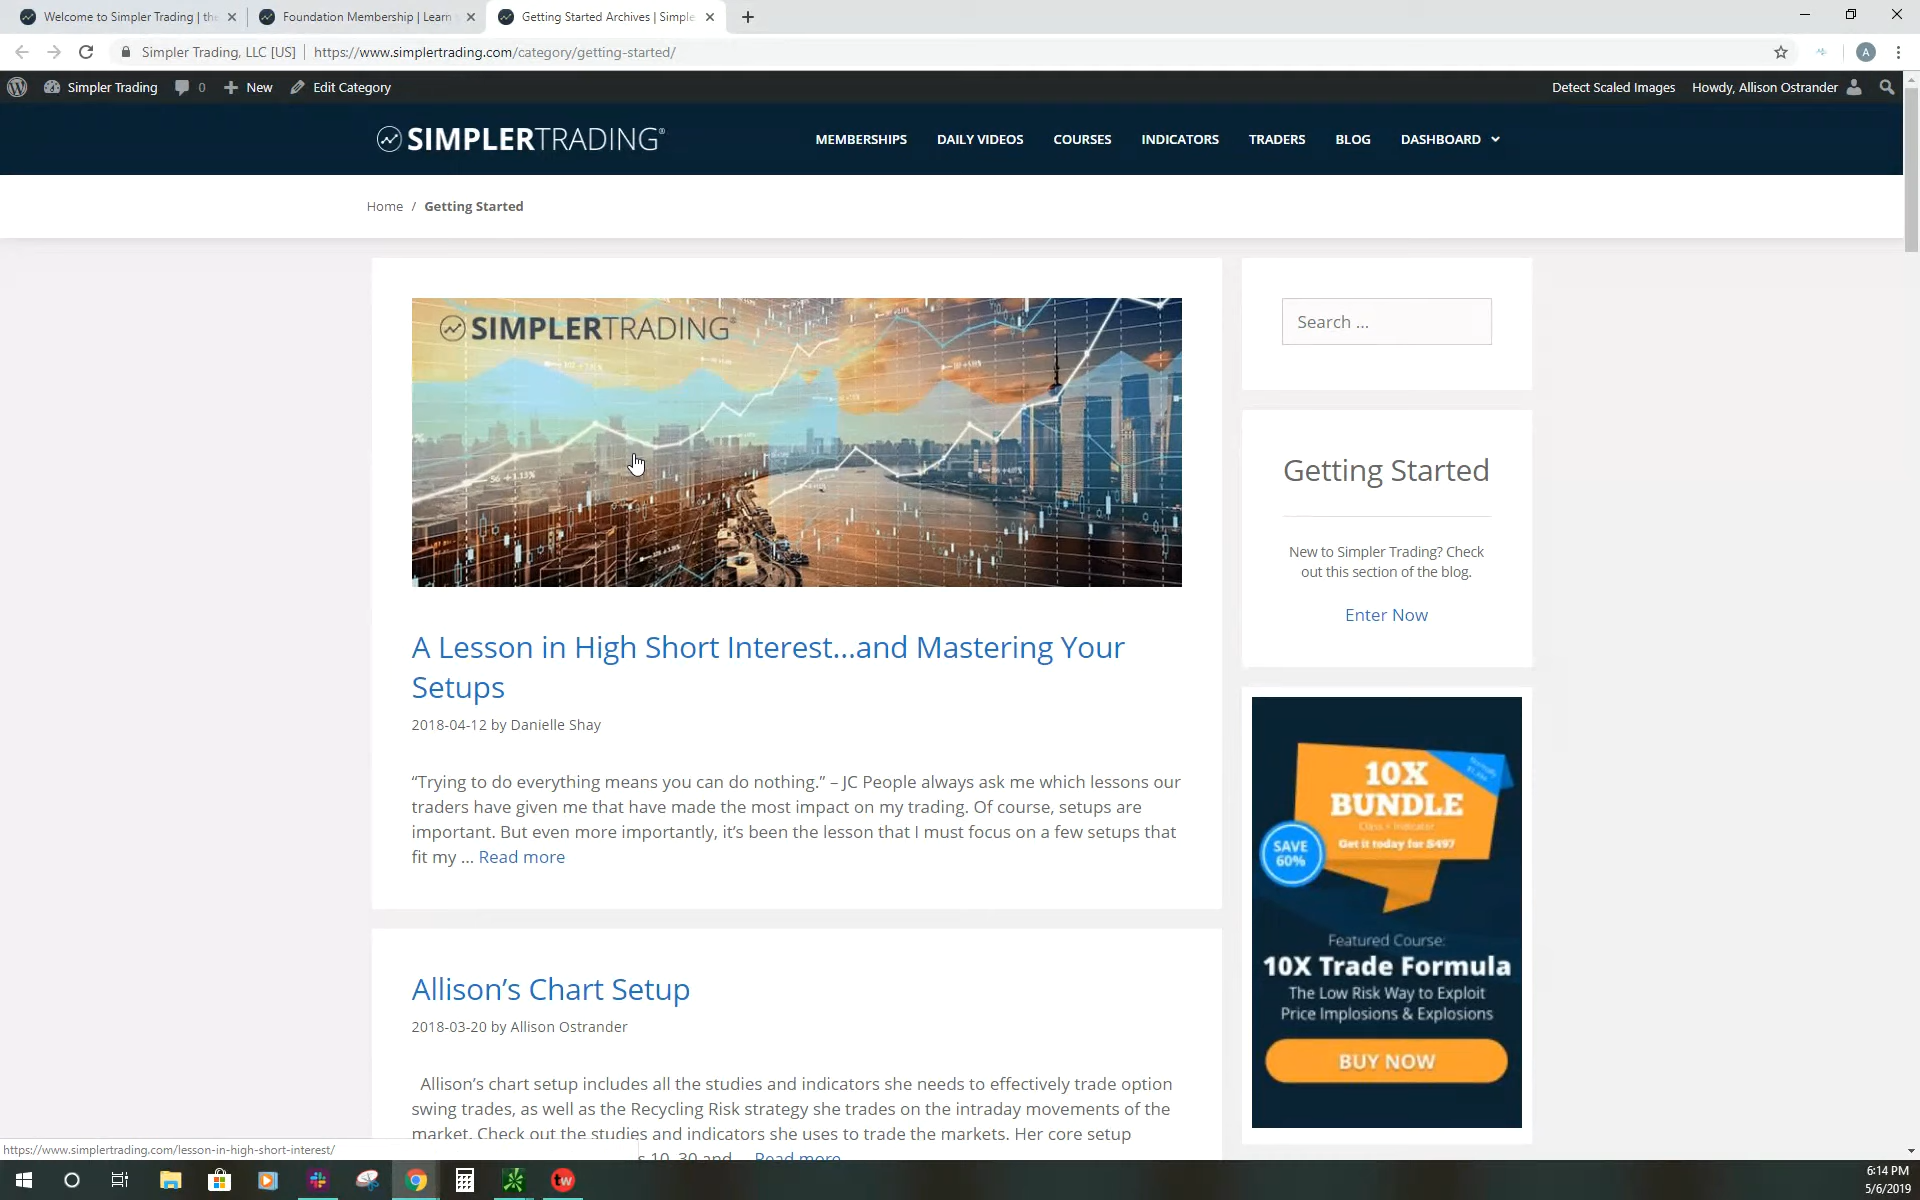 Welcome to Simpler Trading | the
Foundation Membership | Learn
Getting Started Archives | Simple
Simpler Trading, LLC [US]
https://www.simplertrading.com/category/getting-started/
A
Simpler Trading
0
New
Edit Category
Detect Scaled Images
Howdy, Allison Ostrander
SIMPLERTRADING®
MEMBERSHIPS
DAILY VIDEOS
COURSES
INDICATORS
TRADERS
BLOG
DASHBOARD
Home / Getting Started
SIMPLERTRADING®
A Lesson in High Short Interest…and Mastering Your
Setups
2018-04-12 by Danielle Shay
“Trying to do everything means you can do nothing.” – JC People always ask me which lessons our
traders have given me that have made the most impact on my trading. Of course, setups are
important. But even more importantly, it’s been the lesson that I must focus on a few setups that
fit my … Read more
Allison’s Chart Setup
2018-03-20 by Allison Ostrander
Allison’s chart setup includes all the studies and indicators she needs to effectively trade option
swing trades, as well as the Recycling Risk strategy she trades on the intraday movements of the
market. Check out the studies and indicators she uses to trade the markets. Her core setup
s 10, 30 and … Read more
Search …
Getting Started
New to Simpler Trading? Check
out this section of the blog.
Enter Now
10X
BUNDLE
Class + Indicator
Get it today for $497
SAVE
60%
Featured Course:
10X Trade Formula
The Low Risk Way to Exploit
Price Implosions & Explosions
BUY NOW
https://www.simplertrading.com/lesson-in-high-short-interest/
tw
6:14 PM
5/6/2019